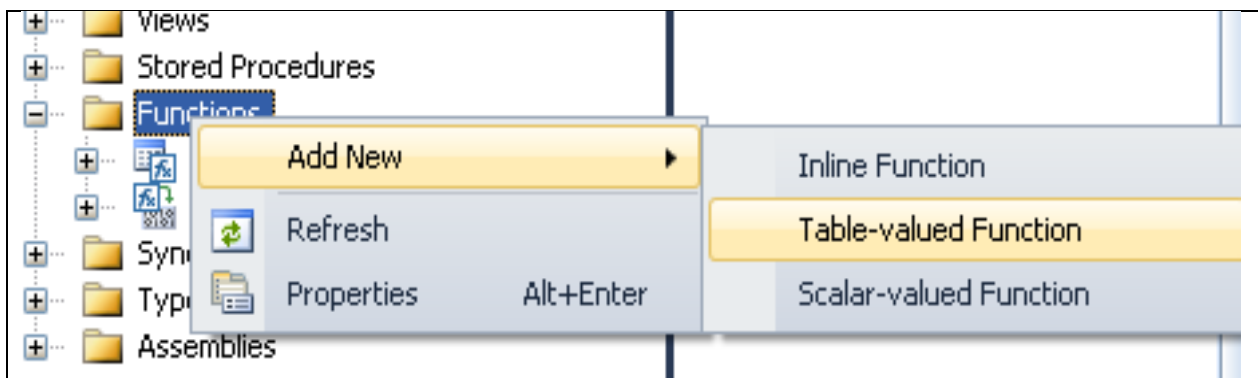 Views
Stored Procedures
Functions
Add New
Inline Function
Refresh
Table-valued Function
Properties Alt+Enter
Scalar-valued Function
Assemblies